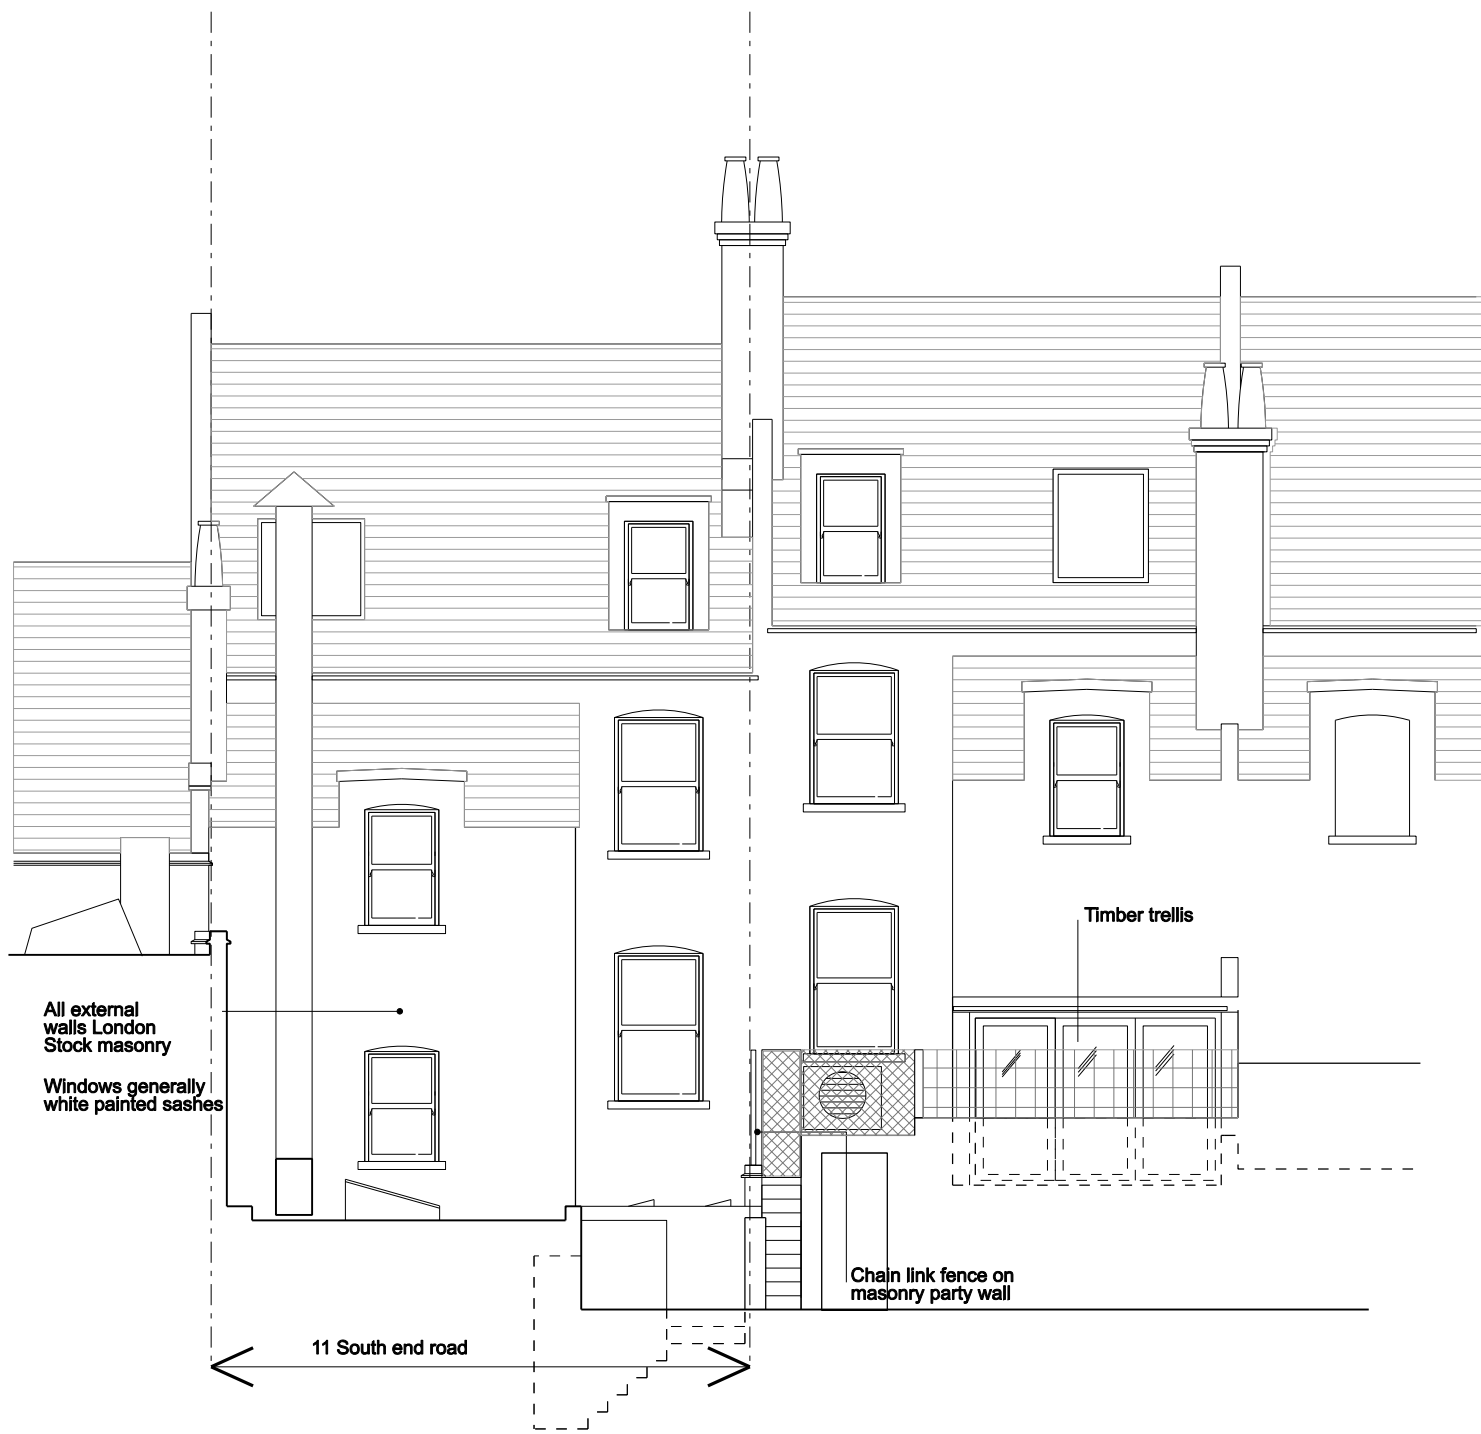 Timber trellis
All external
walls London
Stock masonry
Windows generally
white painted sashes
Chain link fence on
masonry party wall
11 South end road